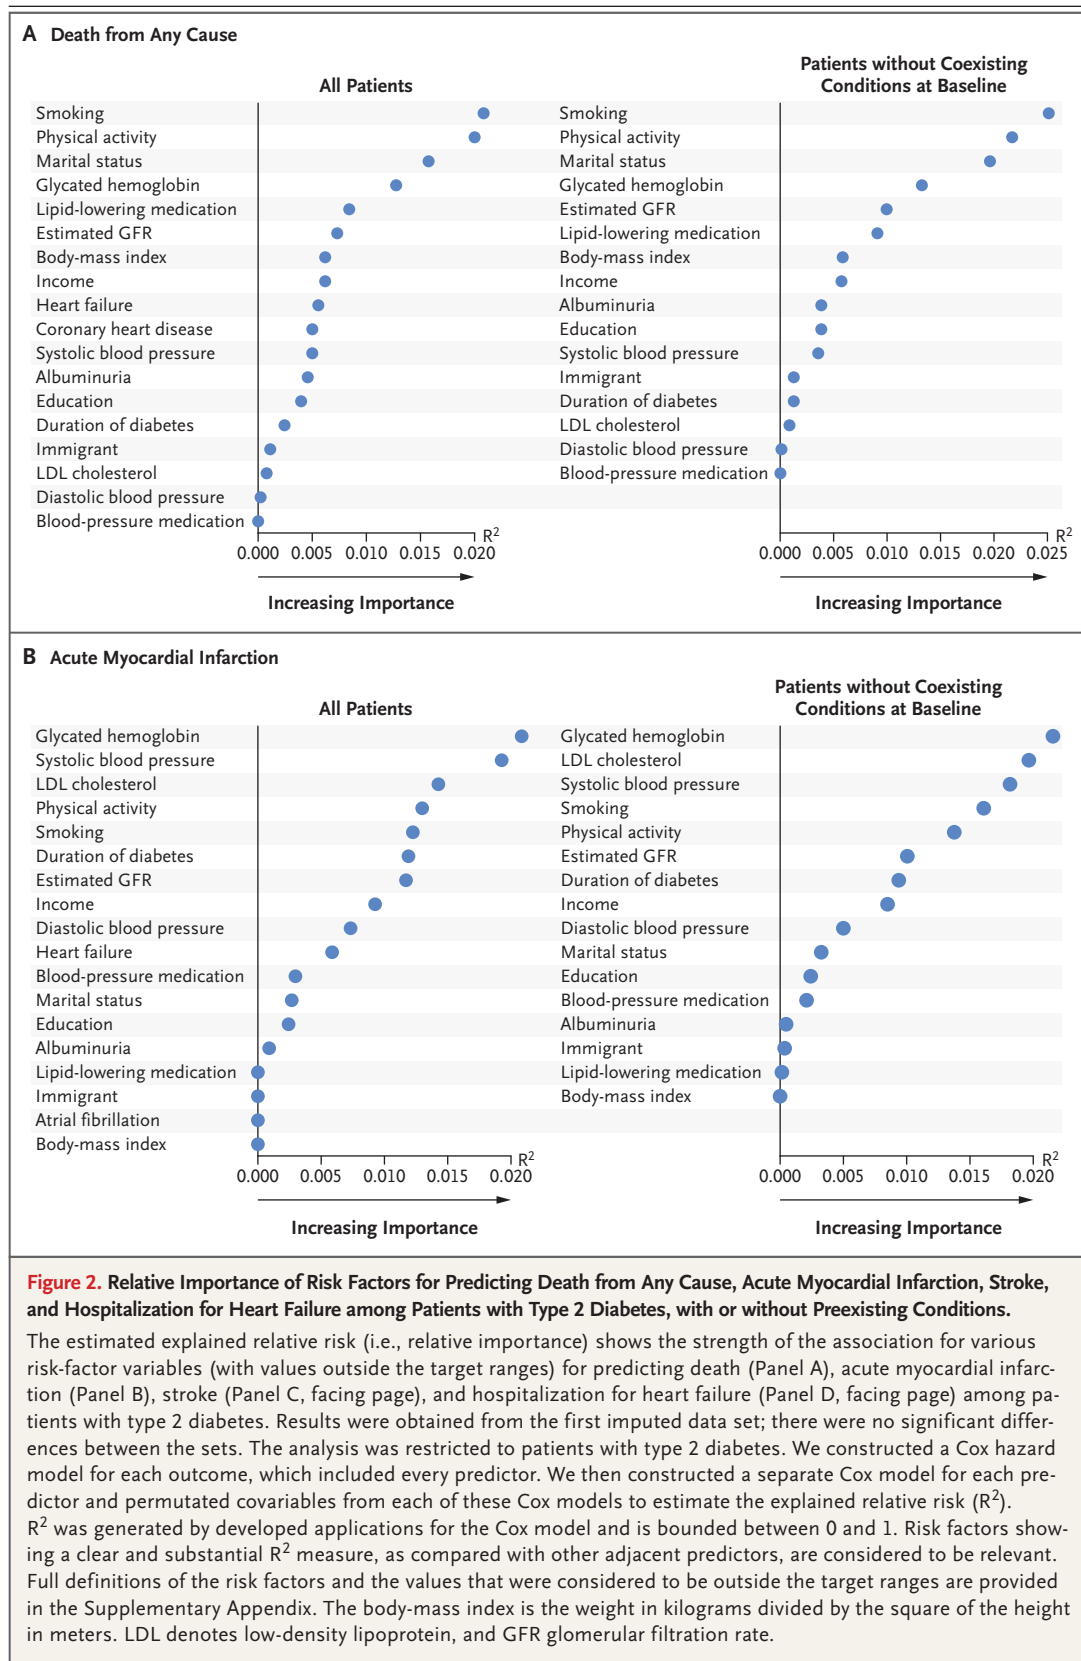 A Death from Any Cause
All Patients
Smoking
Physical activity
Marital status
Glycated hemoglobin
Lipid-lowering medication
Estimated GFR
Body-mass index
Income
Heart failure
Coronary heart disease
Systolic blood pressure
Albuminuria
Education
Duration of diabetes
Immigrant
LDL cholesterol
Diastolic blood pressure
Blood-pressure medication
R²
0.000 0.005 0.010 0.015 0.020
Increasing Importance
Patients without Coexisting
Conditions at Baseline
Smoking
Physical activity
Marital status
Glycated hemoglobin
Estimated GFR
Lipid-lowering medication
Body-mass index
Income
Albuminuria
Education
Systolic blood pressure
Immigrant
Duration of diabetes
LDL cholesterol
Diastolic blood pressure
Blood-pressure medication
R²
0.000 0.005 0.010 0.015 0.020 0.025
Increasing Importance
B Acute Myocardial Infarction
All Patients
Glycated hemoglobin
Systolic blood pressure
LDL cholesterol
Physical activity
Smoking
Duration of diabetes
Estimated GFR
Income
Diastolic blood pressure
Heart failure
Blood-pressure medication
Marital status
Education
Albuminuria
Lipid-lowering medication
Immigrant
Atrial fibrillation
Body-mass index
R²
0.000 0.005 0.010 0.015 0.020
Increasing Importance
Patients without Coexisting
Conditions at Baseline
Glycated hemoglobin
LDL cholesterol
Systolic blood pressure
Smoking
Physical activity
Estimated GFR
Duration of diabetes
Income
Diastolic blood pressure
Marital status
Education
Blood-pressure medication
Albuminuria
Immigrant
Lipid-lowering medication
Body-mass index
R²
0.000 0.005 0.010 0.015 0.020
Increasing Importance
Figure 2. Relative Importance of Risk Factors for Predicting Death from Any Cause, Acute Myocardial Infarction, Stroke,
and Hospitalization for Heart Failure among Patients with Type 2 Diabetes, with or without Preexisting Conditions.
The estimated explained relative risk (i.e., relative importance) shows the strength of the association for various
risk-factor variables (with values outside the target ranges) for predicting death (Panel A), acute myocardial infarc-
tion (Panel B), stroke (Panel C, facing page), and hospitalization for heart failure (Panel D, facing page) among pa-
tients with type 2 diabetes. Results were obtained from the first imputed data set; there were no significant differ-
ences between the sets. The analysis was restricted to patients with type 2 diabetes. We constructed a Cox hazard
model for each outcome, which included every predictor. We then constructed a separate Cox model for each pre-
dictor and permutated covariables from each of these Cox models to estimate the explained relative risk (R²).
R² was generated by developed applications for the Cox model and is bounded between 0 and 1. Risk factors show-
ing a clear and substantial R² measure, as compared with other adjacent predictors, are considered to be relevant.
Full definitions of the risk factors and the values that were considered to be outside the target ranges are provided
in the Supplementary Appendix. The body-mass index is the weight in kilograms divided by the square of the height
in meters. LDL denotes low-density lipoprotein, and GFR glomerular filtration rate.